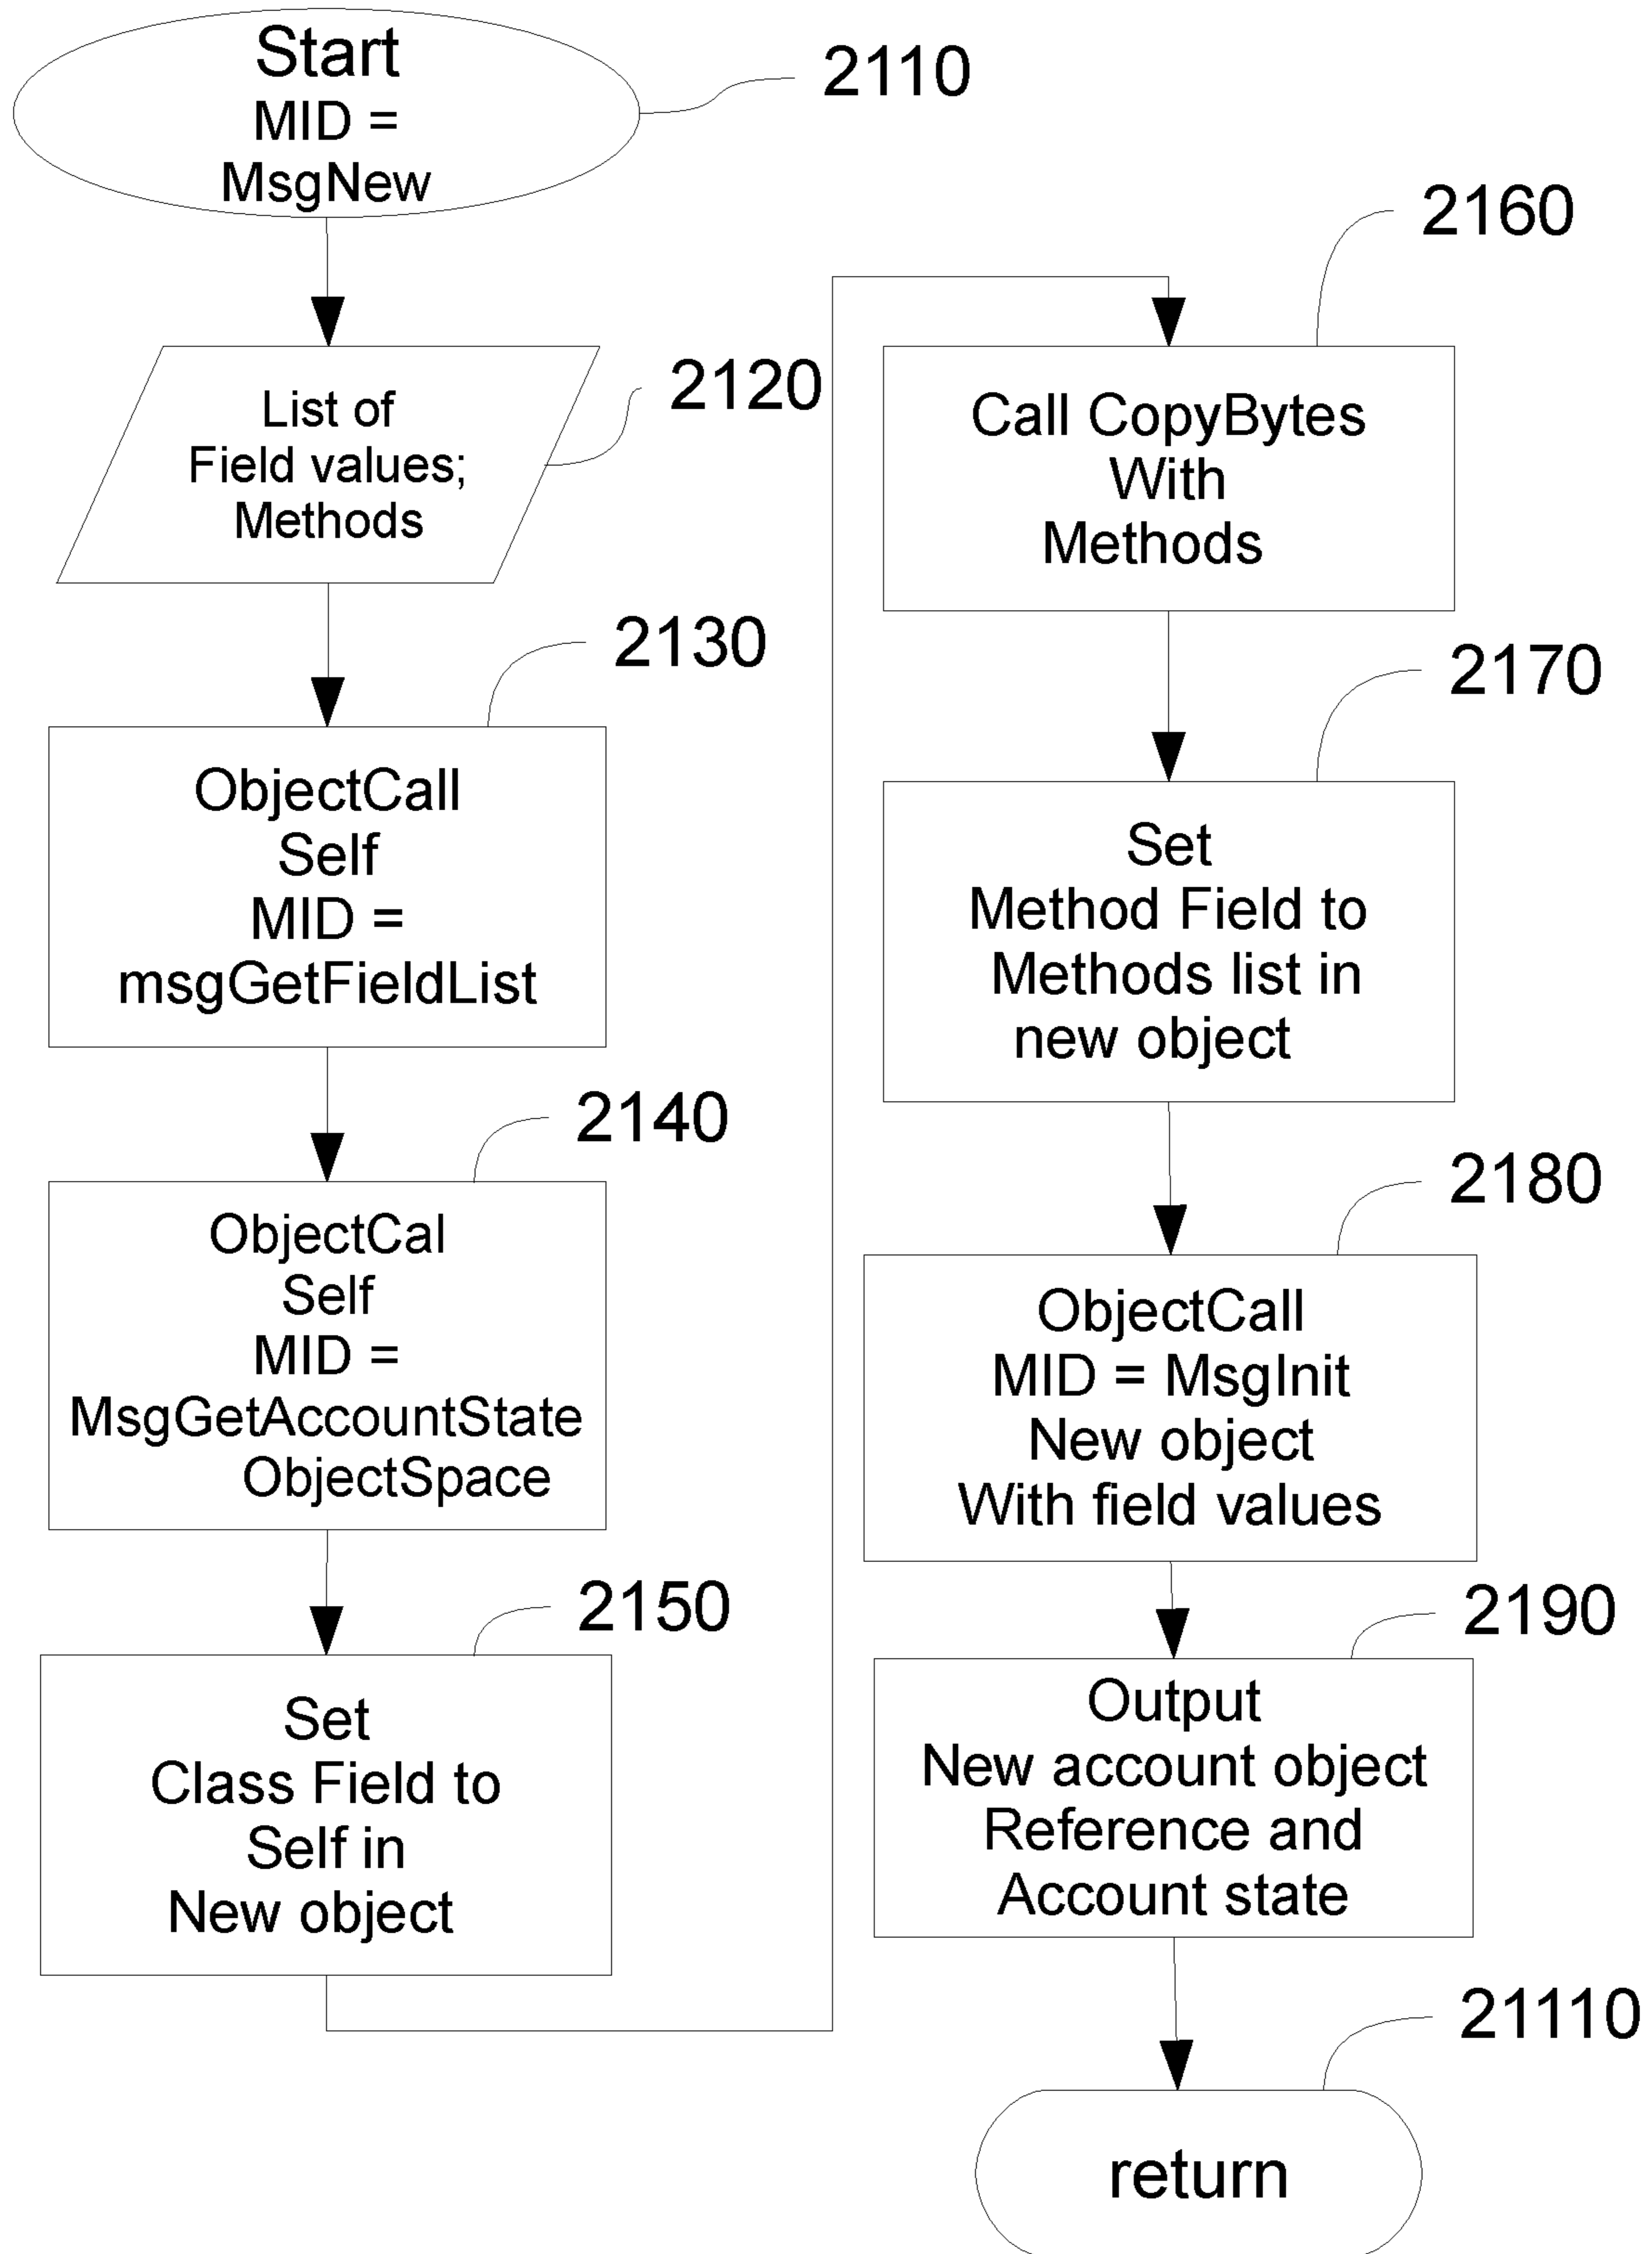 Start
MID =
MsgNew
2110
List of
Field values;
Methods
2120
ObjectCall
Self
MID =
msgGetFieldList
2130
ObjectCal
Self
MID =
MsgGetAccountState
ObjectSpace
2140
Set
Class Field to
Self in
New object
2150
Call CopyBytes
With
Methods
2160
Set
Method Field to
Methods list in
new object
2170
ObjectCall
MID = MsgInit
New object
With field values
2180
Output
New account object
Reference and
Account state
2190
return
21110